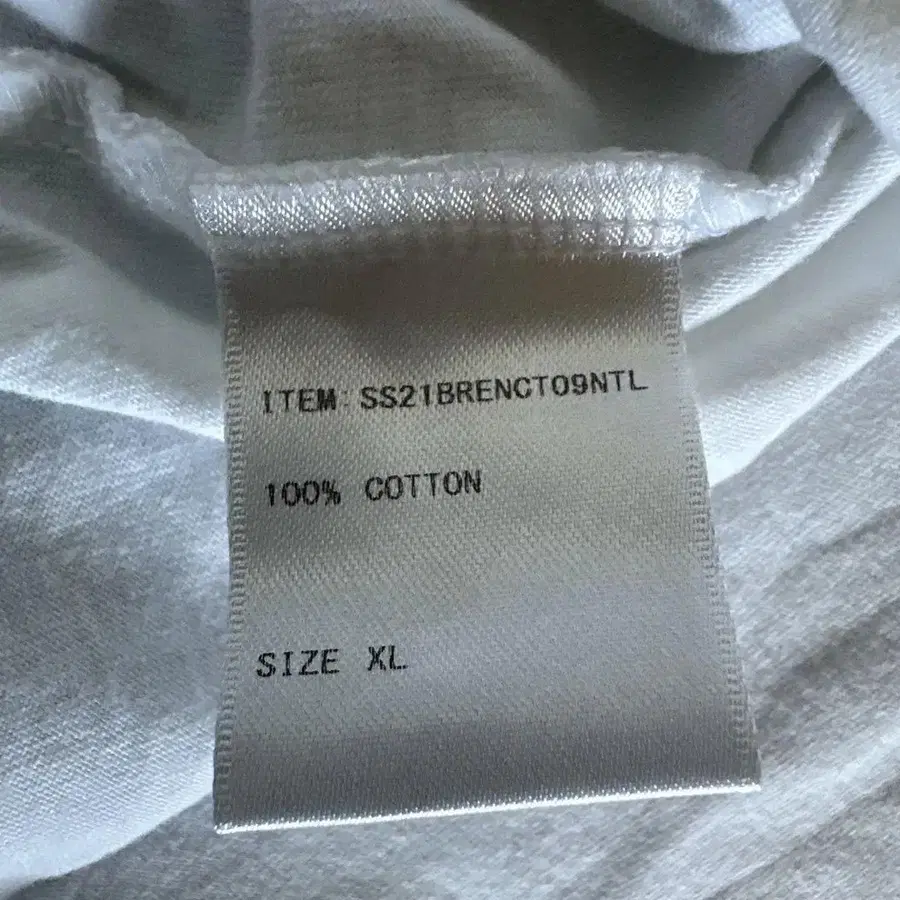 ITEM: SS21BRENCT09NTL
100% COTTON
SIZE XL